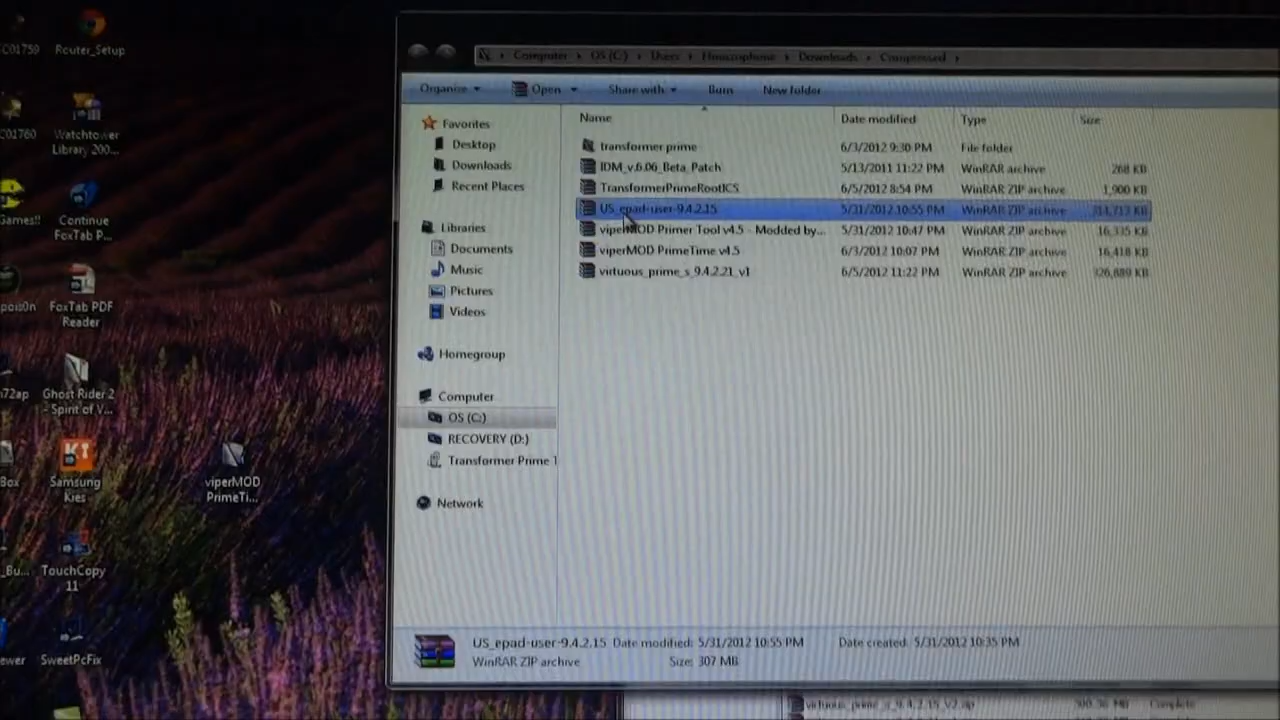 C01759
Router_Setup
C01760
Watchtower
Library 200...
Games!!
Continue
FoxTab P...
pois0n
FoxTab PDF
Reader
n72ap
Ghost Rider 2
- Spirit of V...
Box
Samsung
Kies
viperMOD
PrimeTi...
_Bu...
TouchCopy
11
ewer
SweetPcFix
Computer
OS (C:)
Users
Downloads
Compressed
Organise
Open
Share with
Burn
New folder
Favorites
Desktop
Downloads
Recent Places
Libraries
Documents
Music
Pictures
Videos
Homegroup
Computer
OS (C:)
RECOVERY (D:)
Transformer Prime T
Network
Name Date modified Type Size
transformer prime 6/3/2012 9:30 PM File folder
IDM_v.6.06_Beta_Patch 5/13/2011 11:22 PM WinRAR archive 268 KB
TransformerPrimeRootICS 6/5/2012 8:54 PM WinRAR ZIP archive 1,900 KB
US_epad-user-9.4.2.15 5/31/2012 10:55 PM WinRAR ZIP archive 314,713 KB
viperMOD Primer Tool v4.5 - Modded by... 5/31/2012 10:47 PM WinRAR ZIP archive 16,335 KB
viperMOD PrimeTime v4.5 6/3/2012 10:07 PM WinRAR ZIP archive 16,418 KB
virtuous_prime_s_9.4.2.21_v1 6/5/2012 11:22 PM WinRAR ZIP archive 326,889 KB
US_epad-user-9.4.2.15 Date modified: 5/31/2012 10:55 PM Date created: 5/31/2012 10:35 PM
WinRAR ZIP archive Size: 307 MB
virtuous_prime_s_9.4.2.15_v2.zip Complete